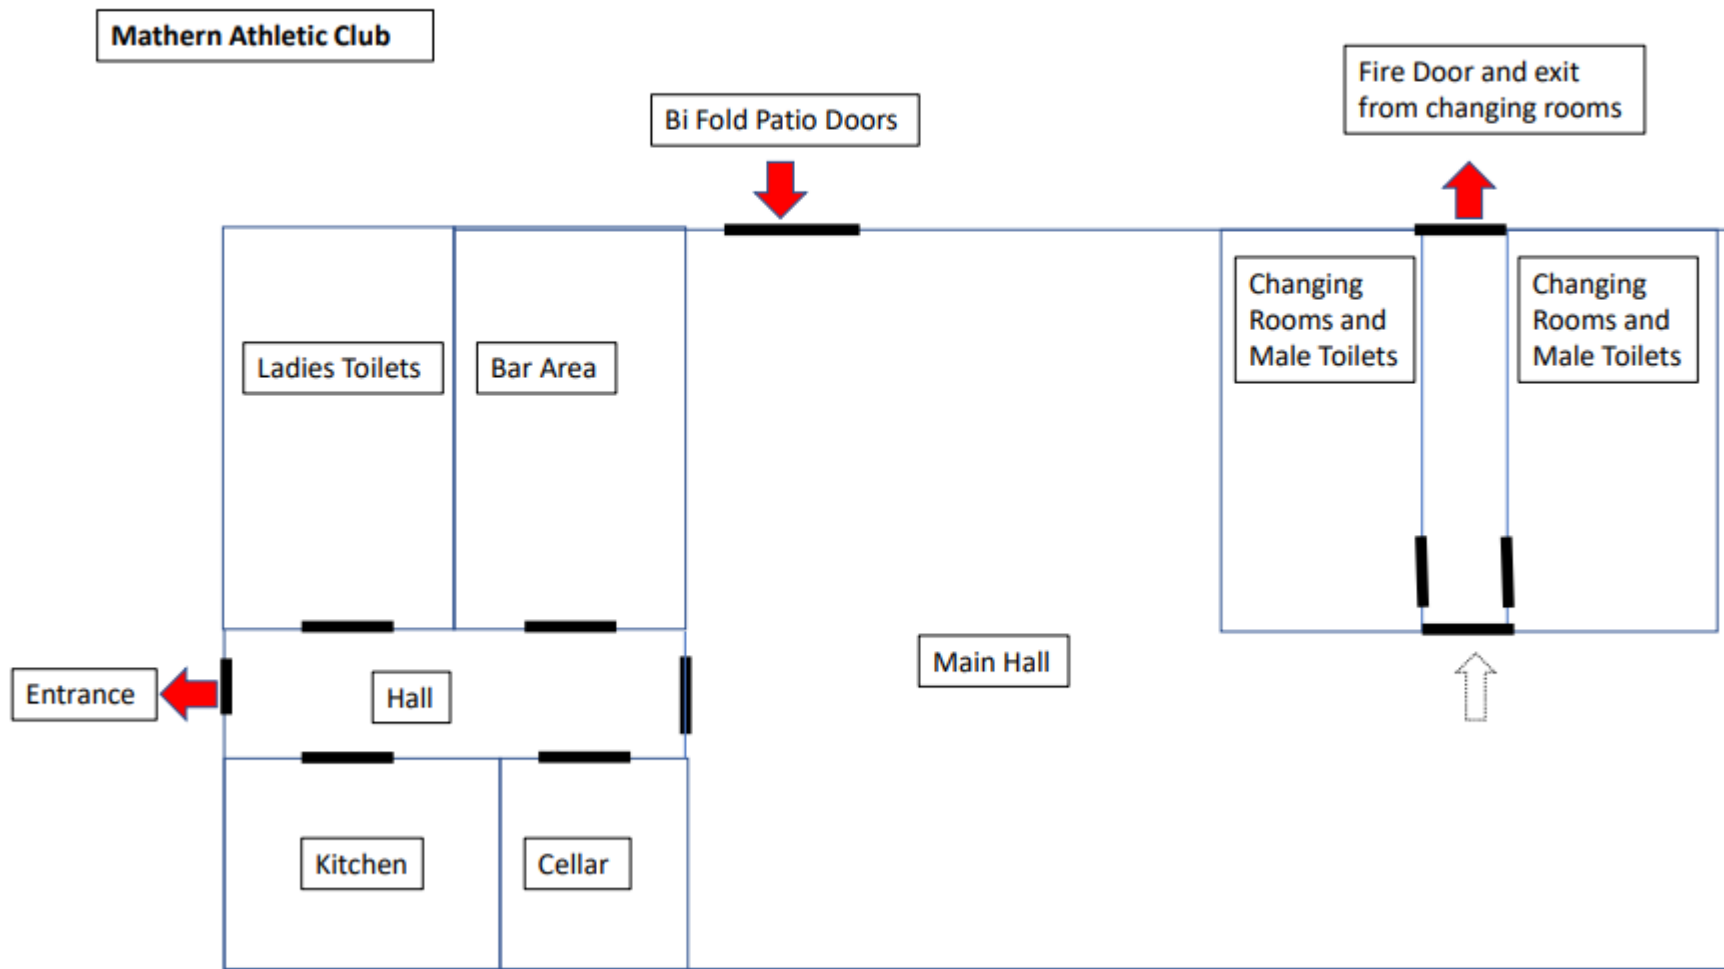 Mathern Athletic Club
Fire Door and exit
from changing rooms
Bi Fold Patio Doors
Changing
Rooms and
Male Toilets
Changing
Rooms and
Male Toilets
Ladies Toilets
Bar Area
Main Hall
Entrance
Hall
Kitchen
Cellar